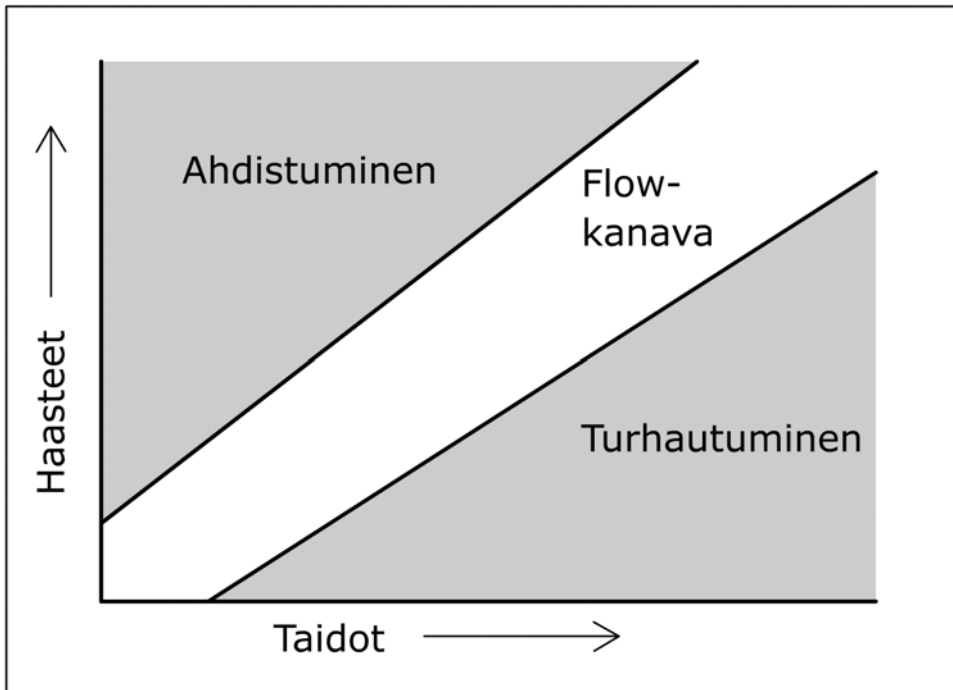 Ahdistuminen
Flow-
kanava
Haasteet
Turhautuminen
Taidot